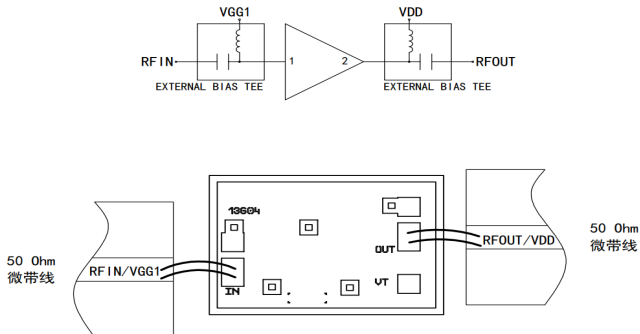 VGG1
VDD
RFIN
1
2
RFOUT
EXTERNAL BIAS TEE
EXTERNAL BIAS TEE
13604
50 Ohm
微带线
RFIN/VGG1
IN
OUT
VT
RFOUT/VDD
50 Ohm
微带线